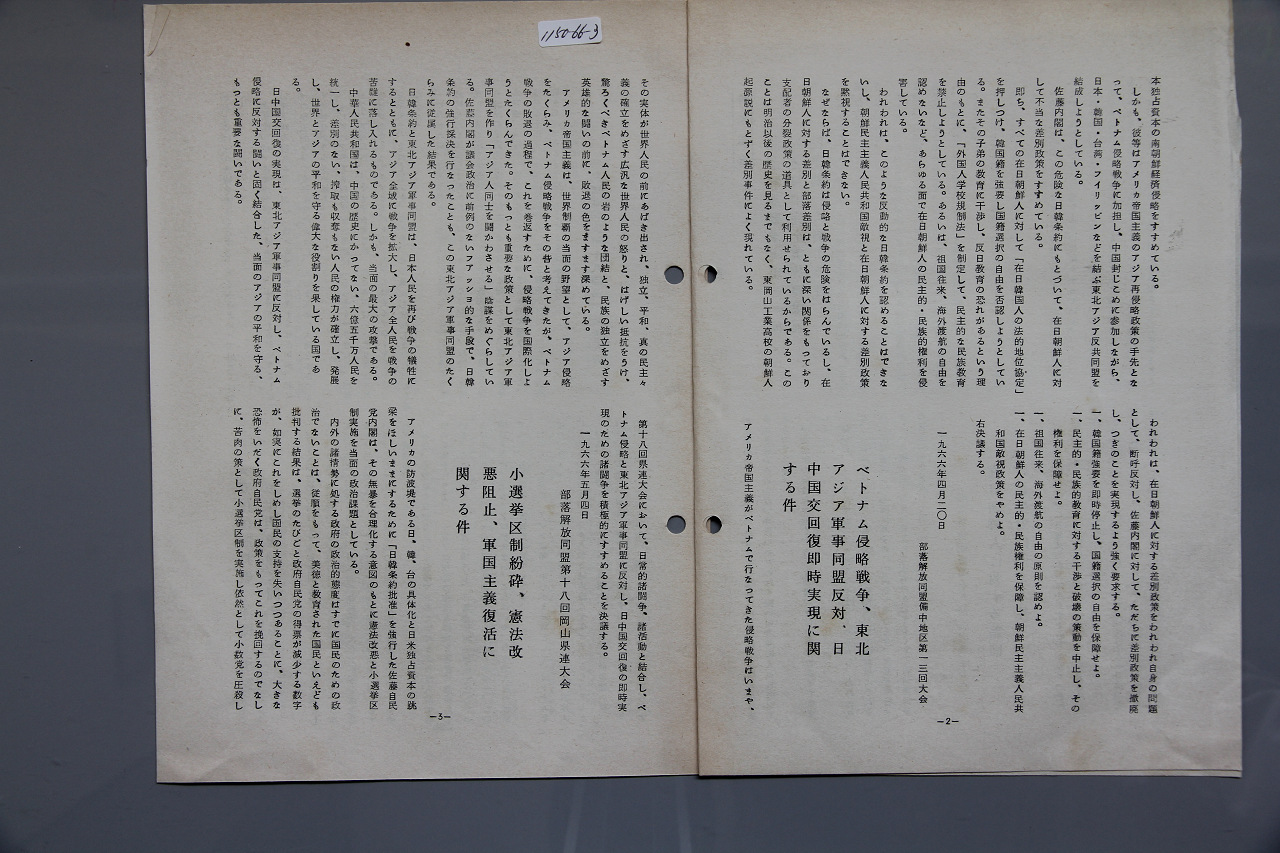 1150-66-3
本独占資本の南朝鮮経済侵略をすすめている。
しかも、彼等はアメリカ帝国主義のアジア再侵略政策の手先とな
って、ベトナム侵略戦争に加担し、中国封じこめに参加しながら、
日本・韓国・台湾・フイリッピンなどを結ぶ東北アジア反共同盟を
結成しようとしている。
佐藤内閣は、この危険な日韓条約にもとづいて、在日朝鮮人に対
して不当な差別政策をすすめている。
即ち、すべての在日朝鮮人に対して「在日韓国人の法的地位協定」
を押しつけ、韓国籍を強要し国籍選択の自由を否認しようとしてい
る。またその子弟の教育に干渉し、反日教育の恐れがあるという理
由のもとに、「外国人学校規制法」を制定して、民主的な民族教育
を禁止しようとしている。あるいは、祖国往来、海外渡航の自由を
認めないなど、あらゆる面で在日朝鮮人の民主的・民族的権利を侵
害している。
われわれは、このような反動的な日韓条約を認めることはできな
いし、朝鮮民主主義人民共和国敵視と在日朝鮮人に対する差別政策
を黙視することはできない。
なぜならば、日韓条約は侵略と戦争の危険をはらんでいるし、在
日朝鮮人に対する差別と部落差別は、ともに深い関係をもっており
支配者の分裂政策の道具として利用せられているからである。この
ことは明治以後の歴史を見るまでもなく、東岡山工業高校の朝鮮人
起源説にもとずく差別事件によく現れている。
われわれは、在日朝鮮人に対する差別政策をわれわれ自身の問題
として、断呼反対し、佐藤内閣に対して、ただちに差別政策を撤廃
し、つぎのことを実現するよう強く要求する。
一、韓国籍強要を即時停止し、国籍選択の自由を保障せよ。
一、民主的・民族的教育に対する干渉と破壊の策動を中止し、その
権利を保障せよ。
一、祖国往来、海外渡航の自由の原則を認めよ。
一、在日朝鮮人の民主的・民族権利を保障し、朝鮮民主主義人民共
和国敵視政策をやめよ。
右決議する。
一九六六年四月二〇日
部落解放同盟備中地区第一三回大会
ベトナム侵略戦争、東北
アジア軍事同盟反対、日
中国交回復即時実現に関
する件
アメリカ帝国主義がベトナムで行なってきた侵略戦争はいまや、
―2―
その実体が世界人民の前にあばき出され、独立、平和、真の民主々
義の確立をめざす広汎な世界人民の怒りと、はげしい抵抗をうけ、
驚ろくべきベトナム人民の岩のような団結と、民族の独立をめざす
英雄的な闘いの前に、敗退の色をますます深めている。
アメリカ帝国主義は、世界制覇の当面の野望として、アジア侵略
をたくらみ、ベトナム侵略戦争をその砦と考えてきたが、ベトナム
戦争の敗退の過程で、これを巻返すために、侵略戦争を国際化しよ
うとたくらんできた。そのもっとも重要な政策として東北アジア軍
事同盟を作り「アジア人同士を闘かわさせる」陰謀をめぐらしてい
る。佐藤内閣が議会政治に前例のないファッショ的な手段で、日韓
条約の強行採決を行なったことも、この東北アジア軍事同盟のたく
らみに従属した結果である。
日韓条約と東北アジア軍事同盟は、日本人民を再び戦争の犠牲に
するとともに、アジア全域に戦争を拡大し、アジア全人民を戦争の
苦難に落し入れるものである。しかも、当面の最大の攻撃である。
中華人民共和国は、中国の歴史にかつてない、六億五千万人民を
統一し、差別のない、搾取も収奪もない人民の権力が確立し、発展
し、世界とアジアの平和を守る偉大な役割りを果している国であ
る。
日中国交回復の実現は、東北アジア軍事同盟に反対し、ベトナム
侵略に反対する闘いと固く結合した、当面のアジアの平和を守る、
もっとも重要な闘いである。
第十八回県連大会において、日常的諸闘争、諸活動と結合し、ベ
トナム侵略と東北アジア軍事同盟に反対し、日中国交回復の即時実
現のための諸闘争を積極的にすすめることを決議する。
一九六六年五月四日
部落解放同盟第十八回岡山県連大会
小選挙区制紛砕、憲法改
悪阻止、軍国主義復活に
関する件
アメリカの防波堤である日、韓、台の具体化と日米独占資本の跳
梁をほしいままにするために「日韓条約批准」を強行した佐藤自民
党内閣は、その無暴を合理化する意図のもとに憲法改悪と小選挙区
制実施を当面の政治課題としている。
内外の諸情勢に処する政府の政治的態度はすでに国民のための政
治でないことは、従順をもって、美徳と教育された国民といえども
批判する結果は、選挙のたびごと政府自民党の得票が減少する数字
が、如実にこれをしめし国民の支持を失いつつあることに、大きな
恐怖をいだく政府自民党は、政策をもってこれを挽回するのでなし
に、苦肉の策として小選挙区制を実施し依然として小数党を圧殺し
―3―